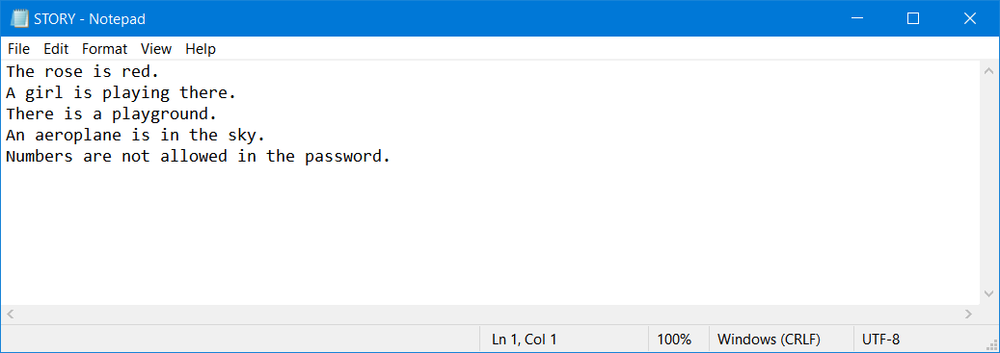 STORY - Notepad
File Edit Format View Help
The rose is red.
A girl is playing there.
There is a playground.
An aeroplane is in the sky.
Numbers are not allowed in the password.
Ln 1, Col 1 100% Windows (CRLF) UTF-8